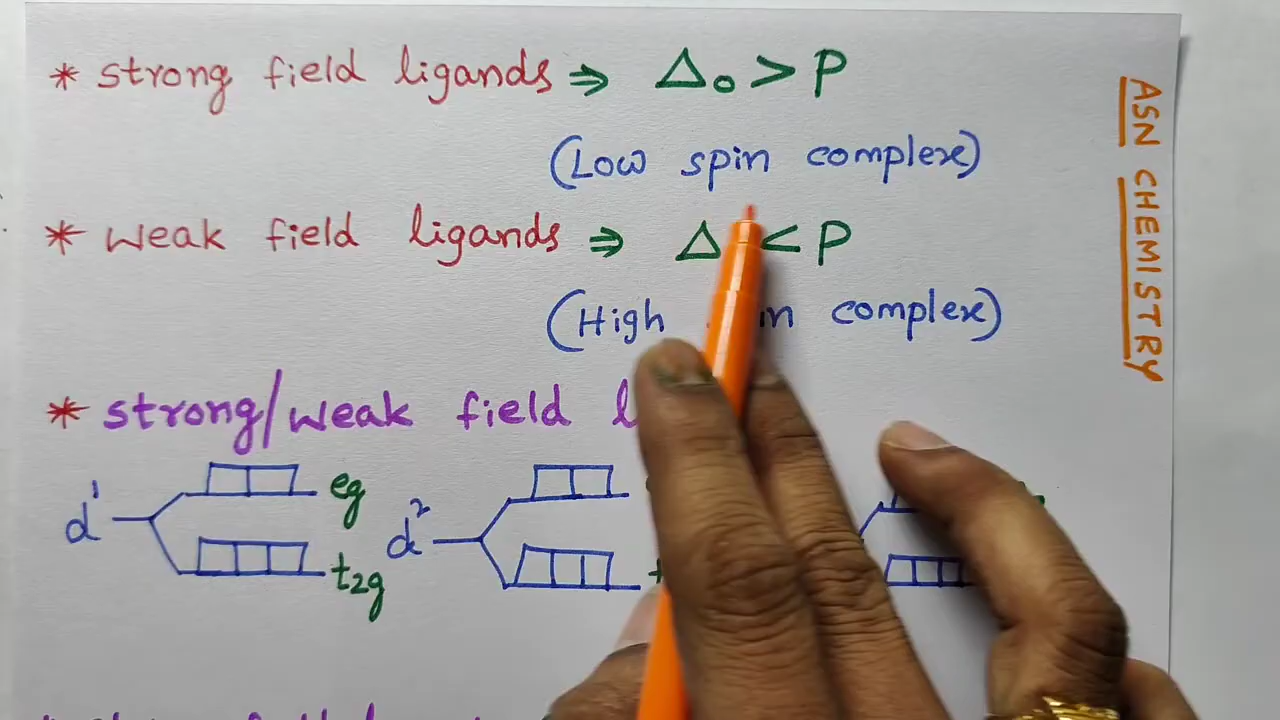 * strong field ligands ⇒ Δ₀ > P
(Low spin complex)
* weak field ligands ⇒ Δ < P
(High complex)
* strong/weak field
d¹ eg t₂g
d²
ASN CHEMISTRY